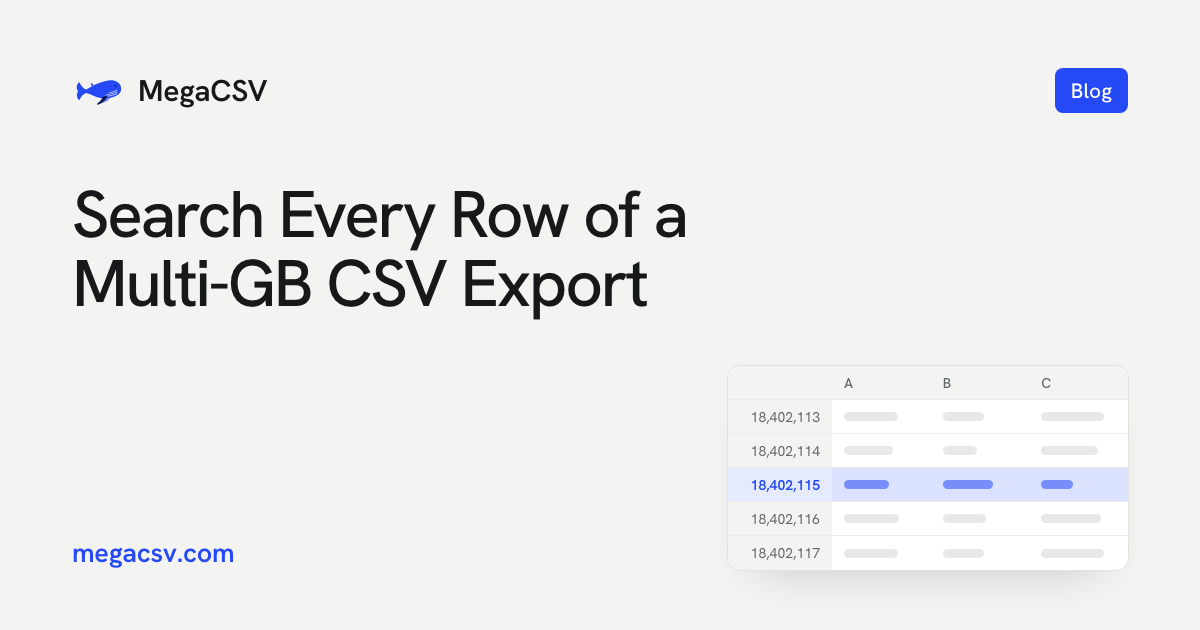 MegaCSV
Blog
Search Every Row of a
Multi-GB CSV Export
A B C
18,402,113
18,402,114
18,402,115
18,402,116
18,402,117
megacsv.com